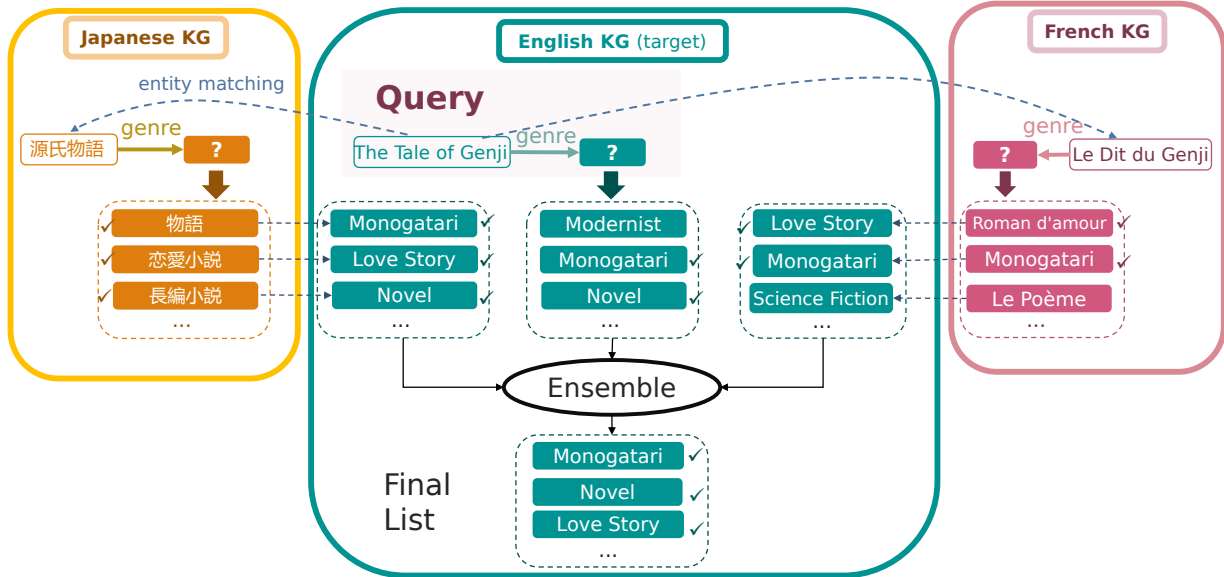 Japanese KG
English KG (target)
French KG
entity matching
Query
源氏物語
genre
?
The Tale of Genji
genre
?
genre
?
Le Dit du Genji
物語
恋愛小説
長編小説
...
Monogatari
Love Story
Novel
...
Modernist
Monogatari
Novel
...
Love Story
Monogatari
Science Fiction
...
Roman d'amour
Monogatari
Le Poème
...
Ensemble
Final
List
Monogatari
Novel
Love Story
...